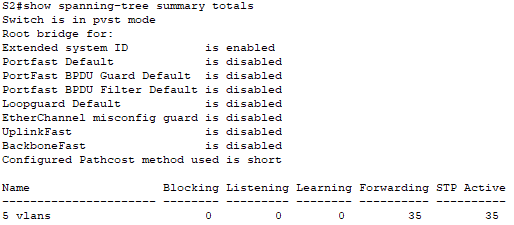 S2#show spanning-tree summary totals
Switch is in pvst mode
Root bridge for:
Extended system ID           is enabled
Portfast Default             is disabled
PortFast BPDU Guard Default  is disabled
Portfast BPDU Filter Default is disabled
Loopguard Default            is disabled
EtherChannel misconfig guard is disabled
UplinkFast                   is disabled
BackboneFast                 is disabled
Configured Pathcost method used is short
Name                   Blocking Listening Learning Forwarding STP Active
---------------------- -------- --------- -------- ---------- ----------
5 vlans                      0         0        0         35         35